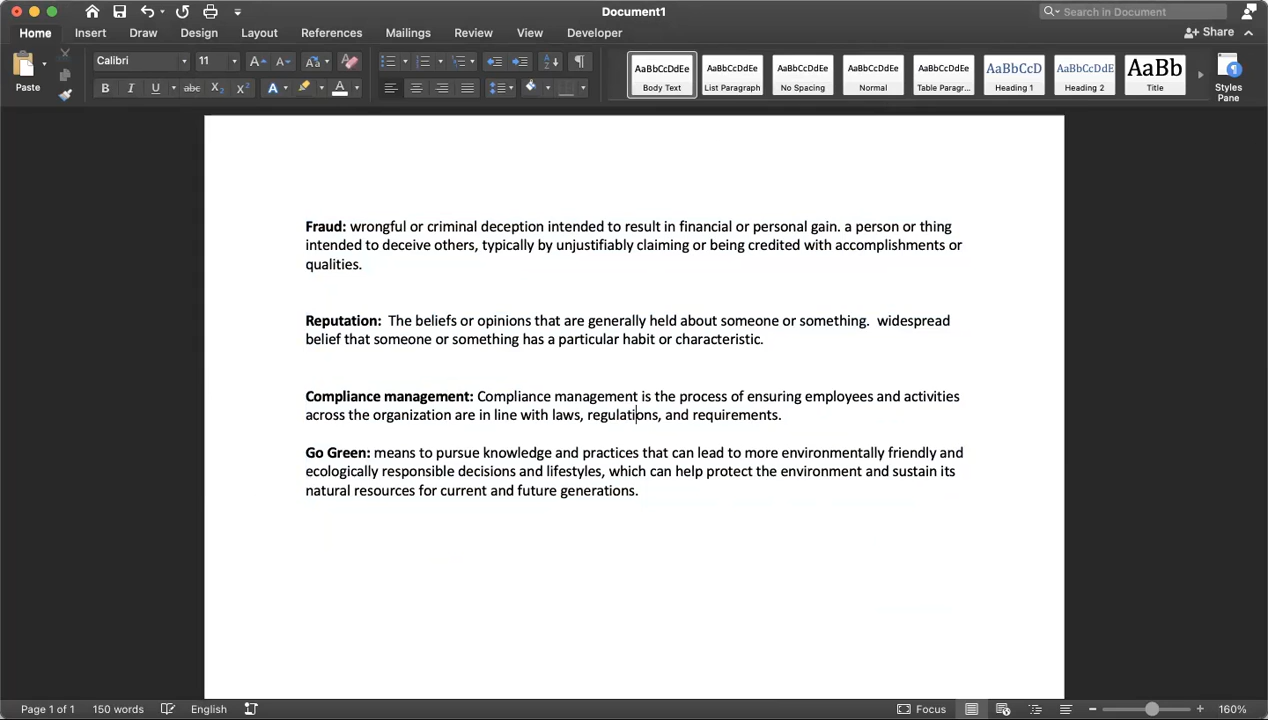 Document1
Search in Document
Home Insert Draw Design Layout References Mailings Review View Developer
Share
Paste
Calibri 11
AaBbCcDdEe AaBbCcDdEe AaBbCcDdEe AaBbCcDdEe AaBbCcDdEe AaBbCcD AaBbCcDdE AaBb
Body Text List Paragraph No Spacing Normal Table Paragr... Heading 1 Heading 2 Title
Styles
Pane
Fraud: wrongful or criminal deception intended to result in financial or personal gain. a person or thing
intended to deceive others, typically by unjustifiably claiming or being credited with accomplishments or
qualities.
Reputation:  The beliefs or opinions that are generally held about someone or something.  widespread
belief that someone or something has a particular habit or characteristic.
Compliance management: Compliance management is the process of ensuring employees and activities
across the organization are in line with laws, regulations, and requirements.
Go Green: means to pursue knowledge and practices that can lead to more environmentally friendly and
ecologically responsible decisions and lifestyles, which can help protect the environment and sustain its
natural resources for current and future generations.
Page 1 of 1 150 words English Focus 160%